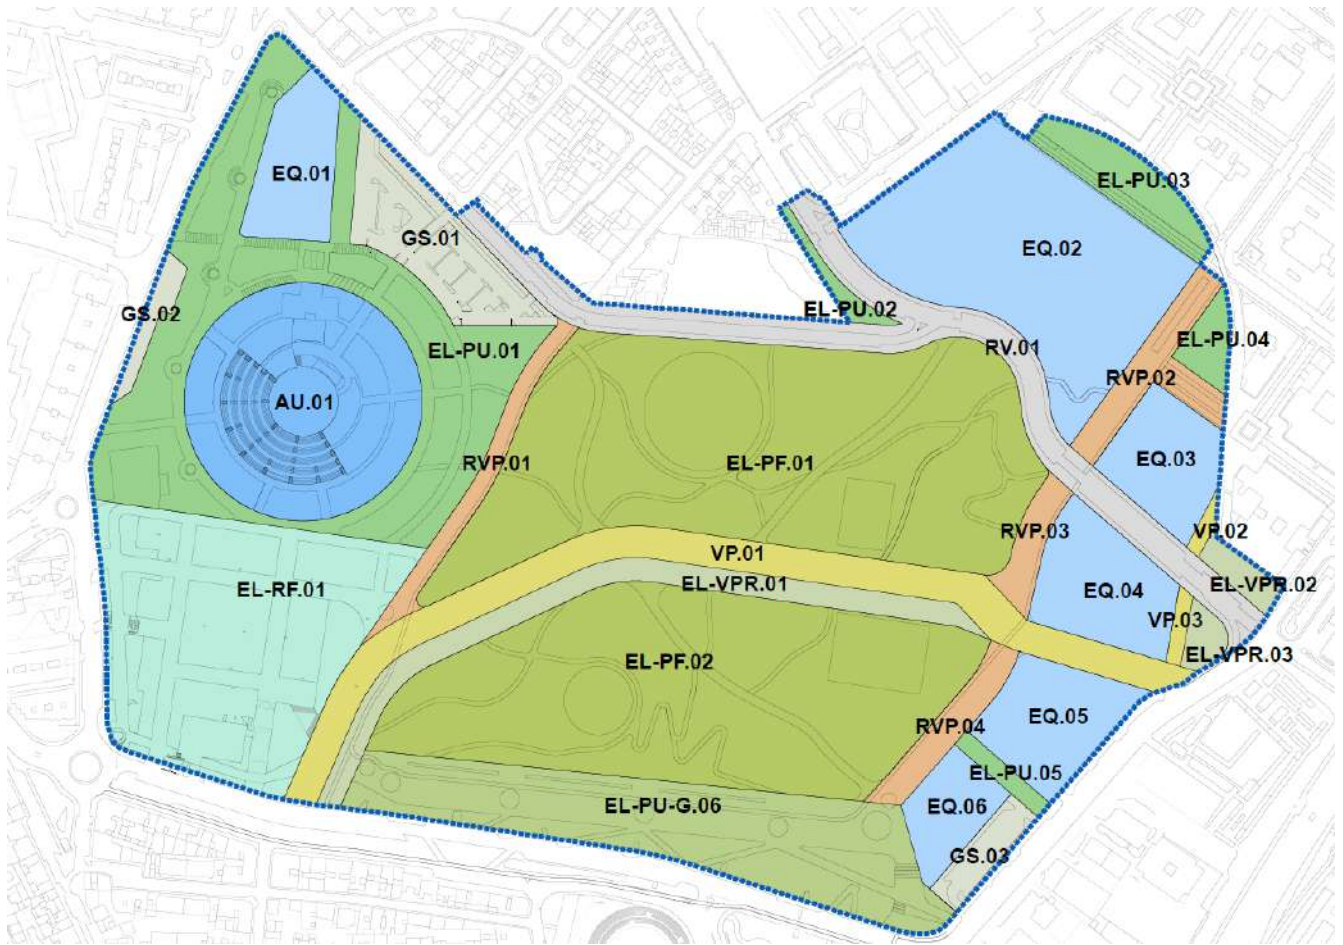 EQ.01
EL-PU.03
GS.01
EQ.02
GS.02
EL-PU.02
EL-PU.01
RV.01
EL-PU.04
RVP.02
AU.01
RVP.01
EL-PF.01
EQ.03
RVP.03
VP.02
VP.01
EL-VPR.01
EL-RF.01
EQ.04
EL-VPR.02
VP.03
EL-PF.02
EL-VPR.03
EQ.05
RVP.04
EL-PU.05
EL-PU-G.06
EQ.06
GS.03